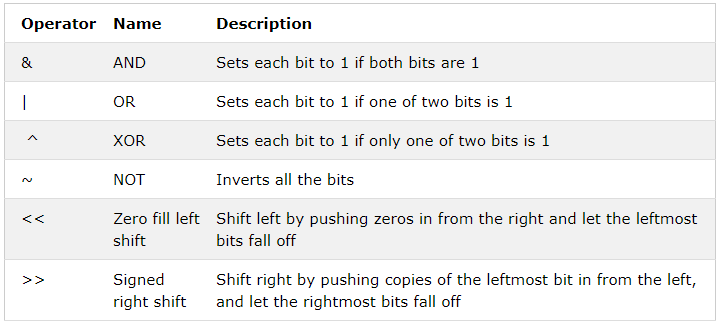 Operator Name Description
& AND Sets each bit to 1 if both bits are 1
| OR Sets each bit to 1 if one of two bits is 1
^ XOR Sets each bit to 1 if only one of two bits is 1
~ NOT Inverts all the bits
<< Zero fill left shift Shift left by pushing zeros in from the right and let the leftmost bits fall off
>> Signed right shift Shift right by pushing copies of the leftmost bit in from the left, and let the rightmost bits fall off